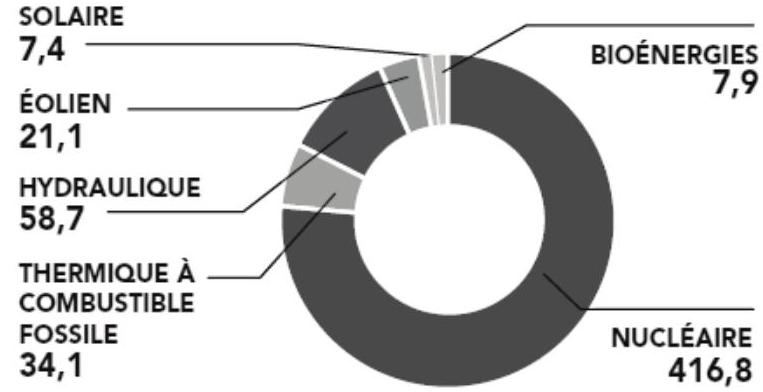 SOLAIRE
7,4
ÉOLIEN
21,1
HYDRAULIQUE
58,7
THERMIQUE À
COMBUSTIBLE
FOSSILE
34,1
BIOÉNERGIES
7,9
NUCLÉAIRE
416,8